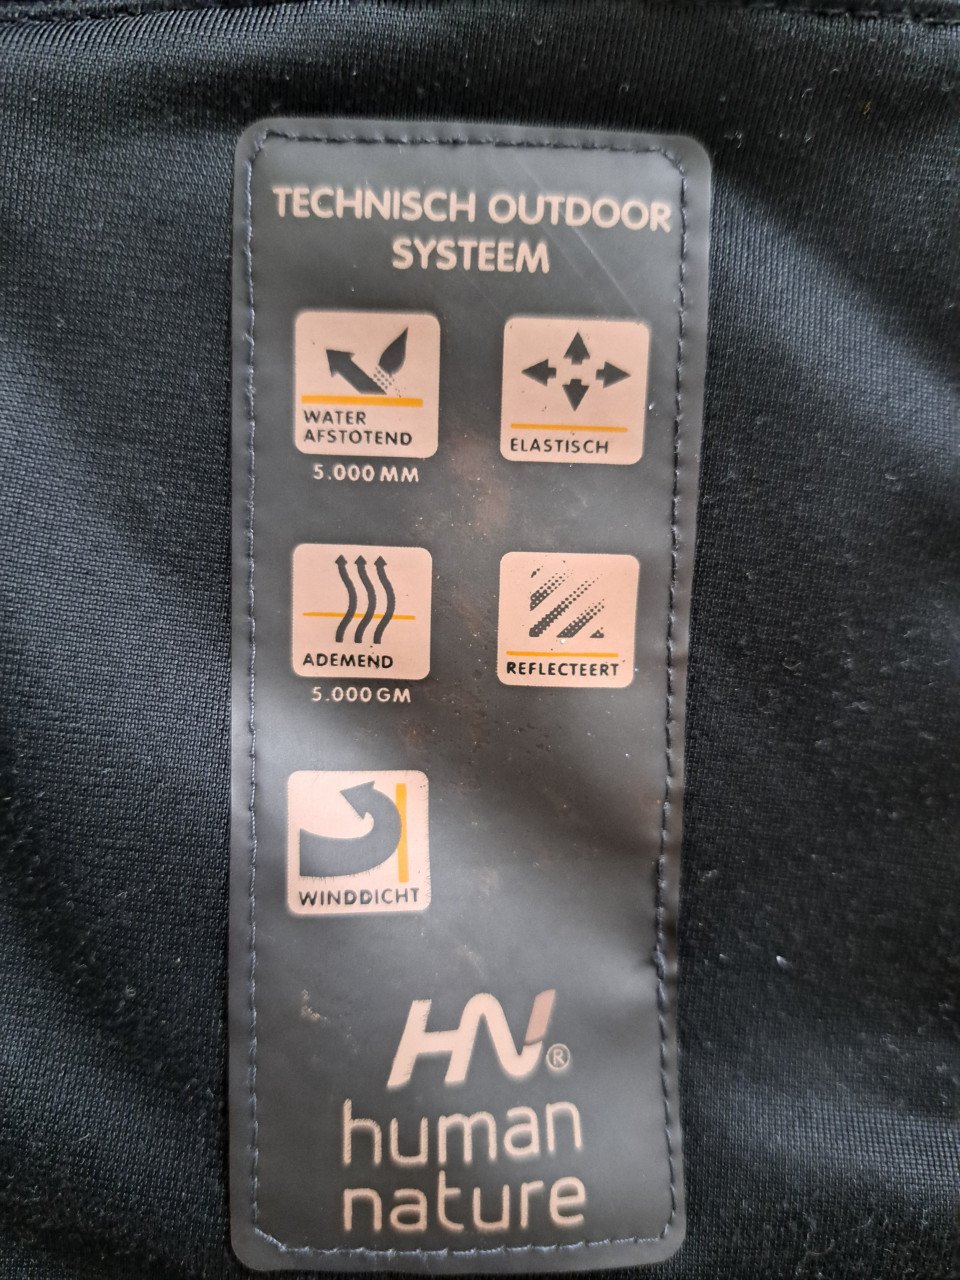 TECHNISCH OUTDOOR
SYSTEEM
WATER
AFSTOTEND
5.000 MM
ELASTISCH
ADEMEND
5.000 GM
REFLECTEERT
WINDDICHT
HN®
human
nature